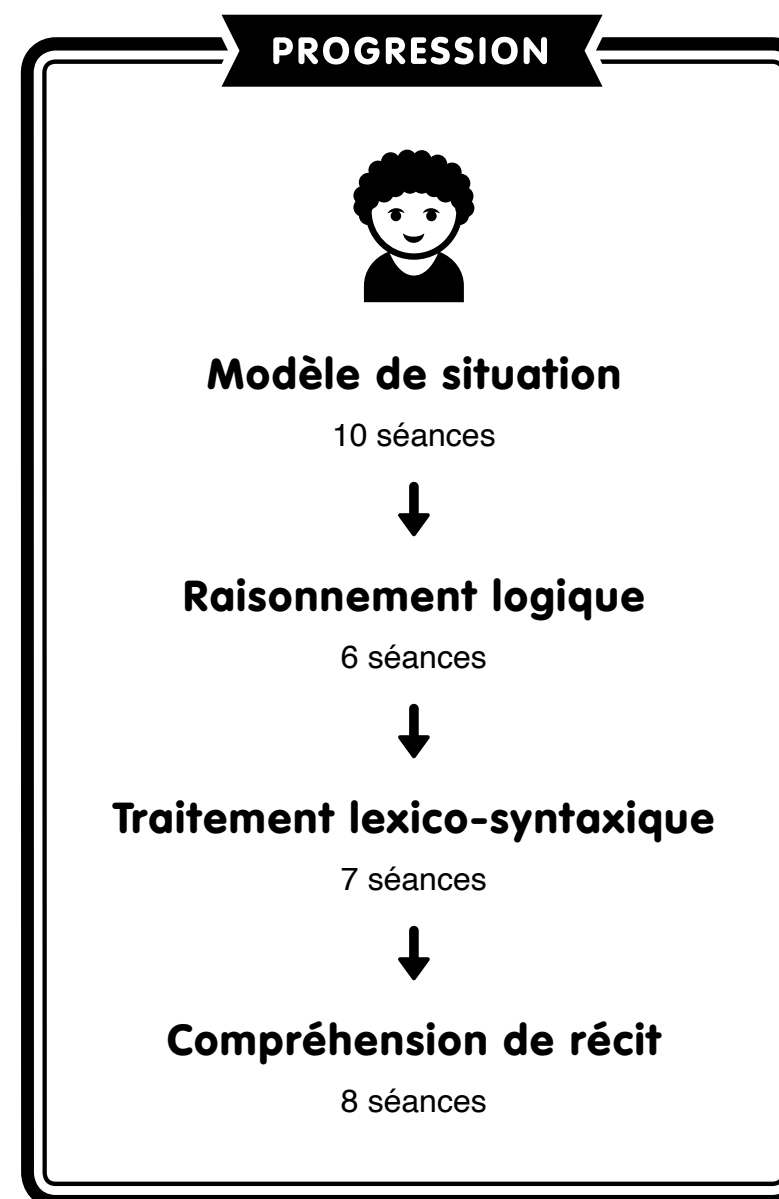 PROGRESSION
Modèle de situation
10 séances
Raisonnement logique
6 séances
Traitement lexico-syntaxique
7 séances
Compréhension de récit
8 séances